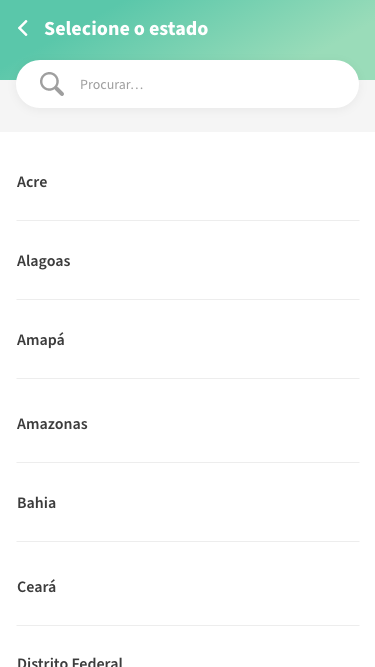 Selecione o estado
Procurar...
Acre
Alagoas
Amapá
Amazonas
Bahia
Ceará
Distrito Federal